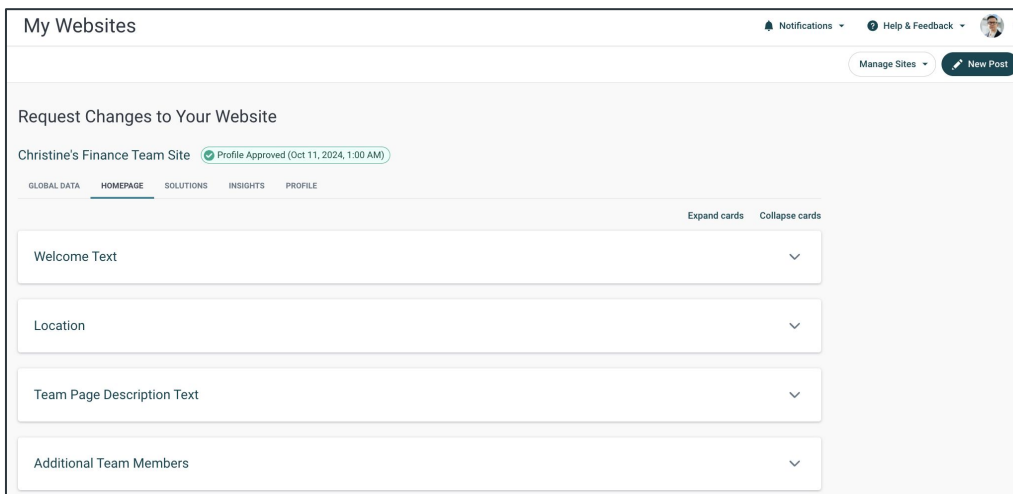 My Websites
Notifications
Help & Feedback
Manage Sites
New Post
Request Changes to Your Website
Christine's Finance Team Site
Profile Approved (Oct 11, 2024, 1:00 AM)
GLOBAL DATA HOMEPAGE SOLUTIONS INSIGHTS PROFILE
Expand cards Collapse cards
Welcome Text
Location
Team Page Description Text
Additional Team Members